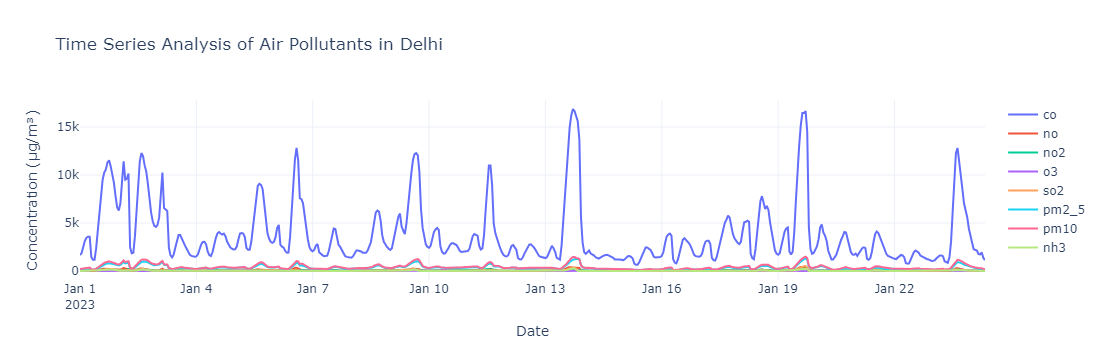 Time Series Analysis of Air Pollutants in Delhi
Concentration (µg/m³)
15k
10k
5k
0
Jan 1
2023
Jan 4
Jan 7
Jan 10
Jan 13
Jan 16
Jan 19
Jan 22
Date
co
no
no2
o3
so2
pm2_5
pm10
nh3